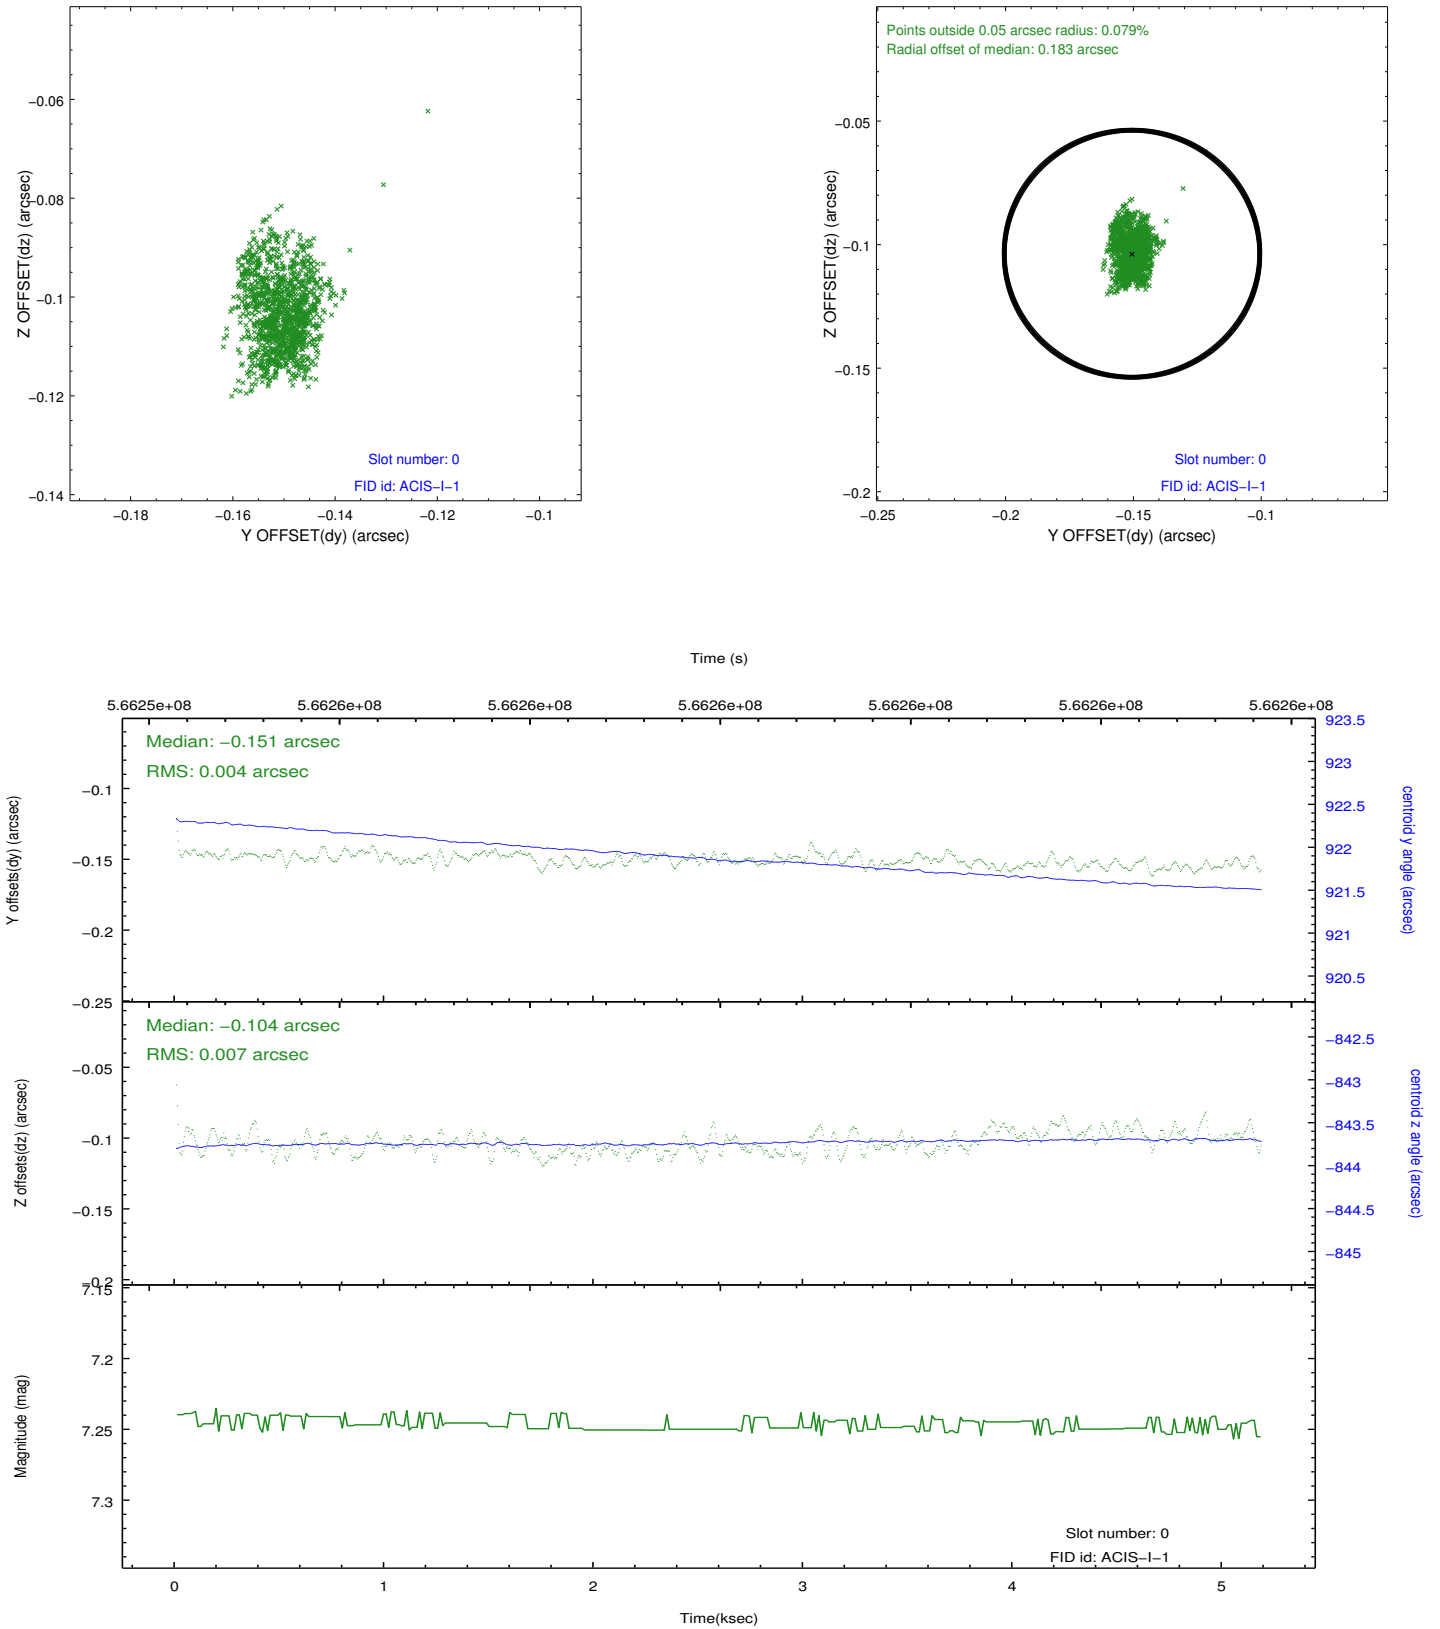 −0.06
−0.08
−0.1
−0.12
−0.14
Z OFFSET(dz) (arcsec)
Slot number: 0
FID id: ACIS−I−1
−0.18 −0.16 −0.14 −0.12 −0.1
Y OFFSET(dy) (arcsec)
Points outside 0.05 arcsec radius: 0.079%
Radial offset of median: 0.183 arcsec
−0.05
−0.1
−0.15
−0.2
Z OFFSET(dz) (arcsec)
Slot number: 0
FID id: ACIS−I−1
−0.25 −0.2 −0.15 −0.1
Y OFFSET(dy) (arcsec)
Time (s)
5.6625e+08 5.6626e+08 5.6626e+08 5.6626e+08 5.6626e+08 5.6626e+08 5.6626e+08
Median: −0.151 arcsec
RMS: 0.004 arcsec
−0.1
−0.15
−0.2
−0.25
Y offsets(dy) (arcsec)
923.5
923
922.5
922
921.5
921
920.5
centroid y angle (arcsec)
Median: −0.104 arcsec
RMS: 0.007 arcsec
−0.05
−0.1
−0.15
−0.2
Z offsets(dz) (arcsec)
−842.5
−843
−843.5
−844
−844.5
−845
centroid z angle (arcsec)
7.15
7.2
7.25
7.3
Magnitude (mag)
Slot number: 0
FID id: ACIS−I−1
0 1 2 3 4 5
Time(ksec)